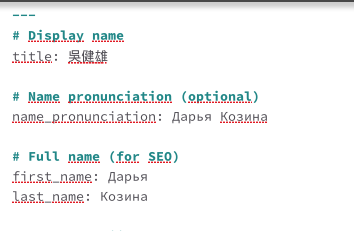 ---
# Display name
title: 吳健雄
# Name pronunciation (optional)
name_pronunciation: Дарья Козина
# Full name (for SEO)
first_name: Дарья
last_name: Козина